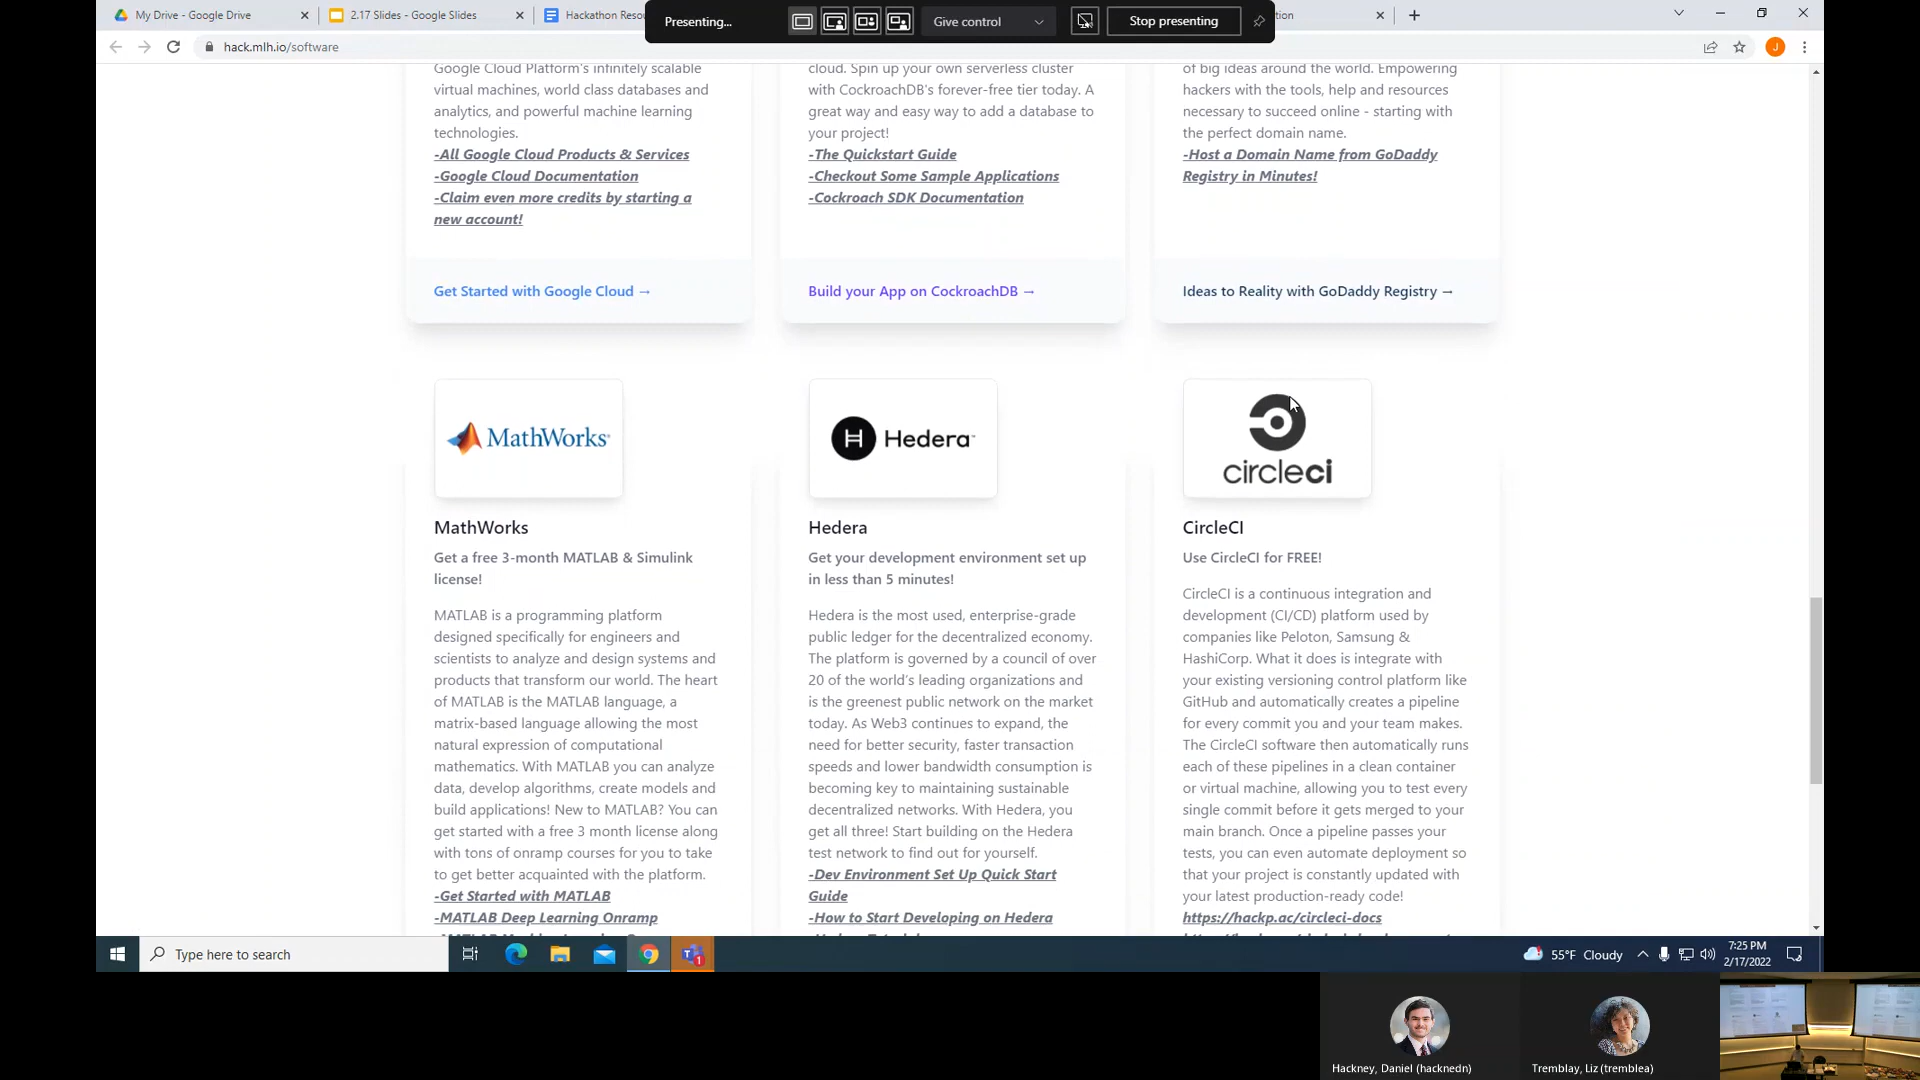 My Drive - Google Drive
2.17 Slides - Google Slides
Hackathon Resou
Presenting...
Give control
Stop presenting
tion
hack.mlh.io/software
J
Google Cloud Platform's infinitely scalable
virtual machines, world class databases and
analytics, and powerful machine learning
technologies.
-All Google Cloud Products & Services
-Google Cloud Documentation
-Claim even more credits by starting a
new account!
Get Started with Google Cloud →
cloud. Spin up your own serverless cluster
with CockroachDB's forever-free tier today. A
great way and easy way to add a database to
your project!
-The Quickstart Guide
-Checkout Some Sample Applications
-Cockroach SDK Documentation
Build your App on CockroachDB →
of big ideas around the world. Empowering
hackers with the tools, help and resources
necessary to succeed online - starting with
the perfect domain name.
-Host a Domain Name from GoDaddy
Registry in Minutes!
Ideas to Reality with GoDaddy Registry →
MathWorks
MathWorks
Get a free 3-month MATLAB & Simulink
license!
MATLAB is a programming platform
designed specifically for engineers and
scientists to analyze and design systems and
products that transform our world. The heart
of MATLAB is the MATLAB language, a
matrix-based language allowing the most
natural expression of computational
mathematics. With MATLAB you can analyze
data, develop algorithms, create models and
build applications! New to MATLAB? You can
get started with a free 3 month license along
with tons of onramp courses for you to take
to get better acquainted with the platform.
-Get Started with MATLAB
-MATLAB Deep Learning Onramp
H Hedera
Hedera
Get your development environment set up
in less than 5 minutes!
Hedera is the most used, enterprise-grade
public ledger for the decentralized economy.
The platform is governed by a council of over
20 of the world's leading organizations and
is the greenest public network on the market
today. As Web3 continues to expand, the
need for better security, faster transaction
speeds and lower bandwidth consumption is
becoming key to maintaining sustainable
decentralized networks. With Hedera, you
get all three! Start building on the Hedera
test network to find out for yourself.
-Dev Environment Set Up Quick Start
Guide
-How to Start Developing on Hedera
circleci
CircleCI
Use CircleCI for FREE!
CircleCI is a continuous integration and
development (CI/CD) platform used by
companies like Peloton, Samsung &
HashiCorp. What it does is integrate with
your existing versioning control platform like
GitHub and automatically creates a pipeline
for every commit you and your team makes.
The CircleCI software then automatically runs
each of these pipelines in a clean container
or virtual machine, allowing you to test every
single commit before it gets merged to your
main branch. Once a pipeline passes your
tests, you can even automate deployment so
that your project is constantly updated with
your latest production-ready code!
https://hackp.ac/circleci-docs
Type here to search
1
55°F Cloudy
7:25 PM
2/17/2022
Hackney, Daniel (hacknedn)
Tremblay, Liz (tremblea)